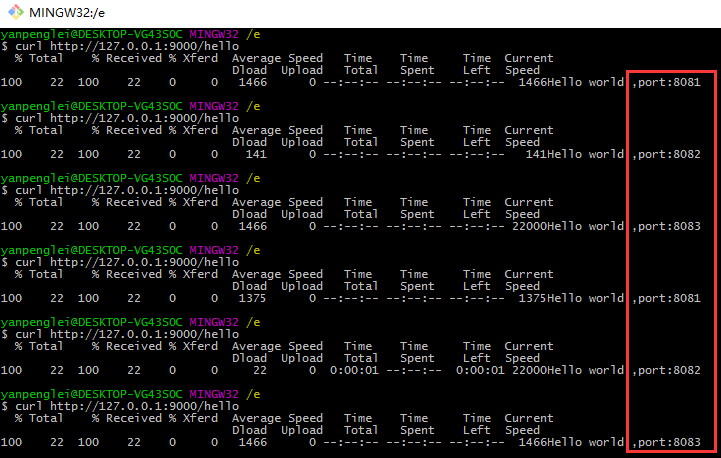 MINGW32:/e
yanpenglei@DESKTOP-VG43SOC MINGW32 /e
$ curl http://127.0.0.1:9000/hello
  % Total    % Received % Xferd  Average Speed   Time    Time     Time  Current
                                 Dload  Upload   Total   Spent    Left  Speed
100    22  100    22    0     0   1466      0 --:--:-- --:--:-- --:--:--  1466Hello world ,port:8081
yanpenglei@DESKTOP-VG43SOC MINGW32 /e
$ curl http://127.0.0.1:9000/hello
  % Total    % Received % Xferd  Average Speed   Time    Time     Time  Current
                                 Dload  Upload   Total   Spent    Left  Speed
100    22  100    22    0     0    141      0 --:--:-- --:--:-- --:--:--   141Hello world ,port:8082
yanpenglei@DESKTOP-VG43SOC MINGW32 /e
$ curl http://127.0.0.1:9000/hello
  % Total    % Received % Xferd  Average Speed   Time    Time     Time  Current
                                 Dload  Upload   Total   Spent    Left  Speed
100    22  100    22    0     0   1466      0 --:--:-- --:--:-- --:--:-- 22000Hello world ,port:8083
yanpenglei@DESKTOP-VG43SOC MINGW32 /e
$ curl http://127.0.0.1:9000/hello
  % Total    % Received % Xferd  Average Speed   Time    Time     Time  Current
                                 Dload  Upload   Total   Spent    Left  Speed
100    22  100    22    0     0   1375      0 --:--:-- --:--:-- --:--:--  1375Hello world ,port:8081
yanpenglei@DESKTOP-VG43SOC MINGW32 /e
$ curl http://127.0.0.1:9000/hello
  % Total    % Received % Xferd  Average Speed   Time    Time     Time  Current
                                 Dload  Upload   Total   Spent    Left  Speed
100    22  100    22    0     0     22      0  0:00:01 --:--:--  0:00:01 22000Hello world ,port:8082
yanpenglei@DESKTOP-VG43SOC MINGW32 /e
$ curl http://127.0.0.1:9000/hello
  % Total    % Received % Xferd  Average Speed   Time    Time     Time  Current
                                 Dload  Upload   Total   Spent    Left  Speed
100    22  100    22    0     0   1466      0 --:--:-- --:--:-- --:--:--  1466Hello world ,port:8083